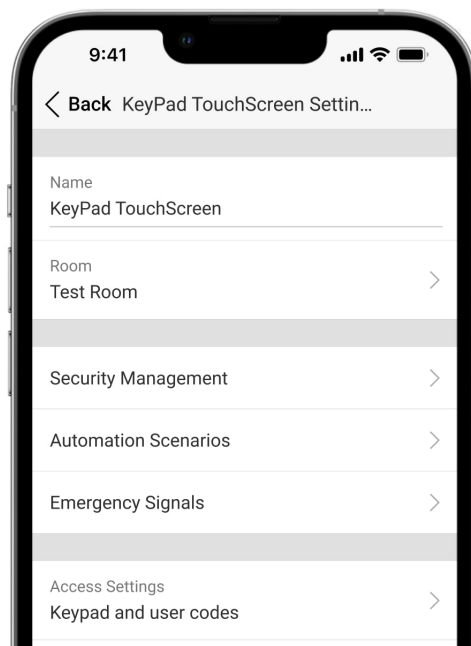 9:41
Back KeyPad TouchScreen Settin...
Name
KeyPad TouchScreen
Room
Test Room
Security Management
Automation Scenarios
Emergency Signals
Access Settings
Keypad and user codes